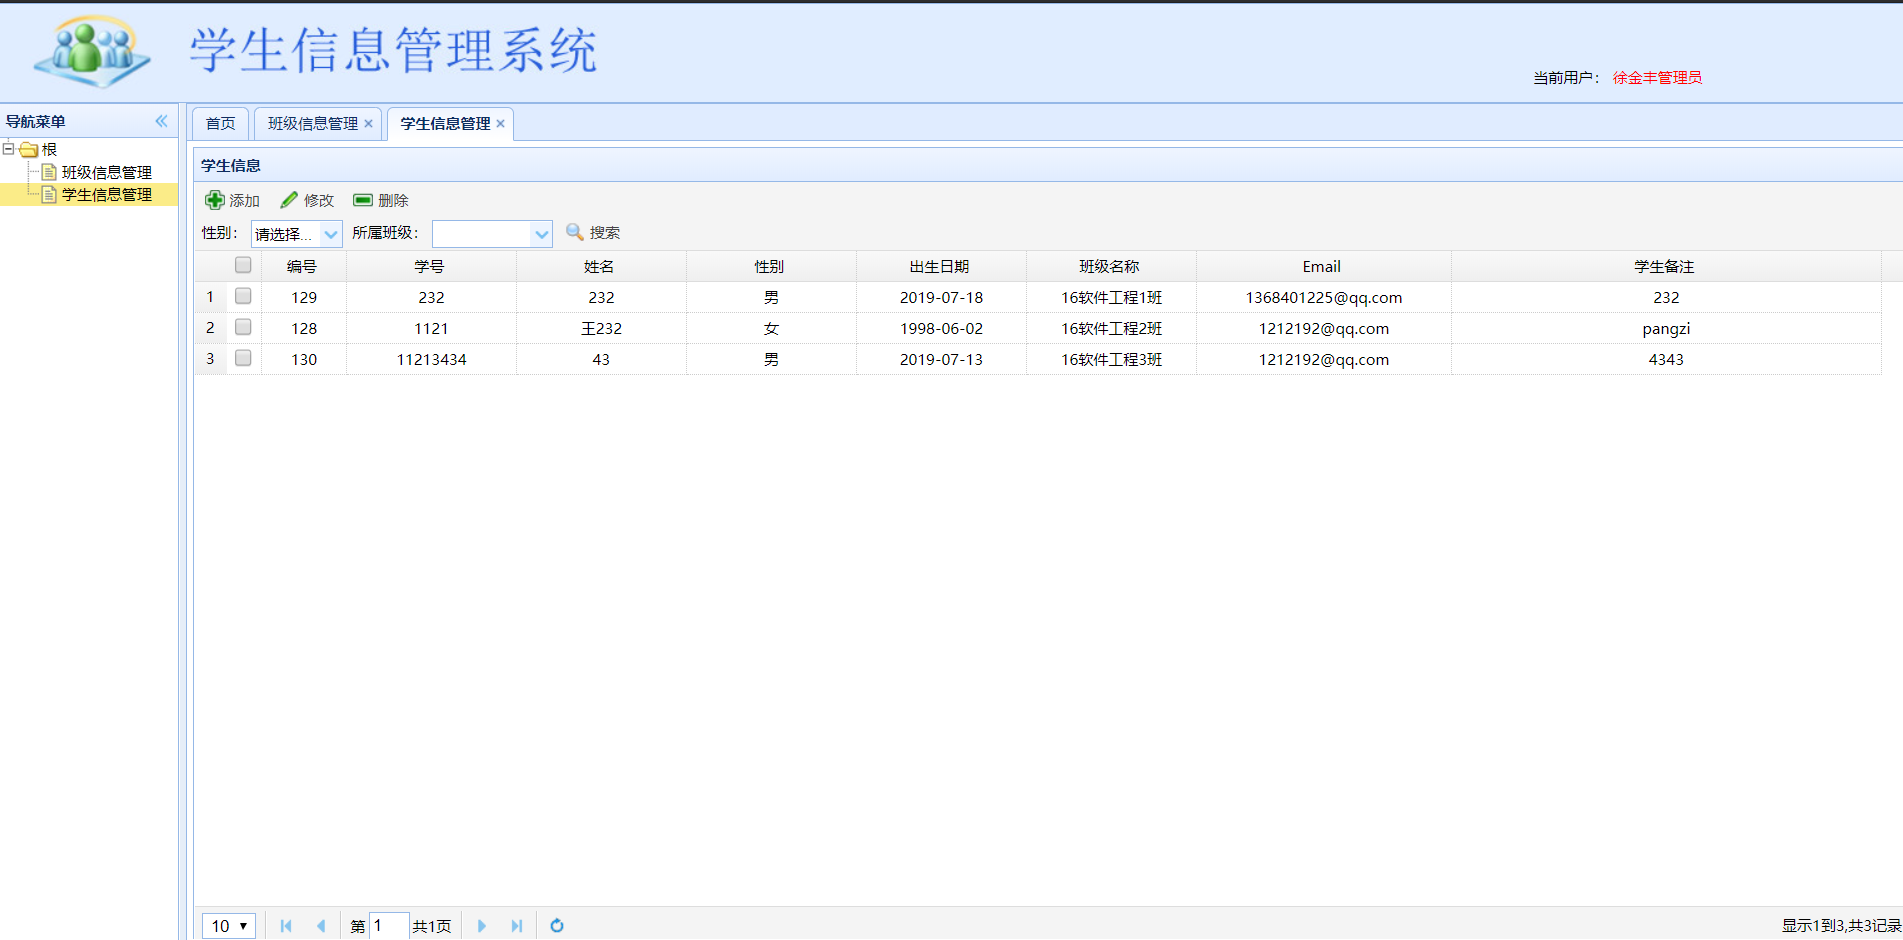 学生信息管理系统
当前用户： 徐金丰管理员
导航菜单
根
班级信息管理
学生信息管理
首页 班级信息管理 学生信息管理
学生信息
添加 修改 删除
性别： 请选择... 所属班级： 搜索
编号 学号 姓名 性别 出生日期 班级名称 Email 学生备注
1 129 232 232 男 2019-07-18 16软件工程1班 1368401225@qq.com 232
2 128 1121 王232 女 1998-06-02 16软件工程2班 1212192@qq.com pangzi
3 130 11213434 43 男 2019-07-13 16软件工程3班 1212192@qq.com 4343
10 第 1 共1页 显示1到3,共3记录